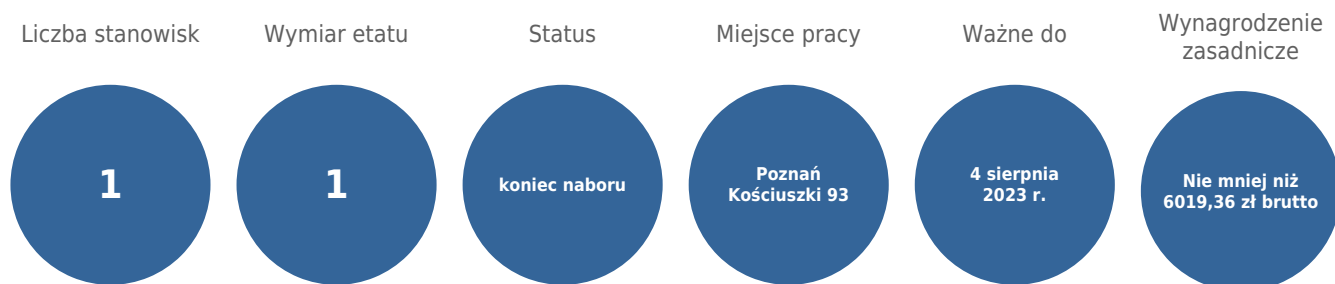 Liczba stanowisk
1
Wymiar etatu
1
Status
koniec naboru
Miejsce pracy
Poznań
Kościuszki 93
Ważne do
4 sierpnia
2023 r.
Wynagrodzenie
zasadnicze
Nie mniej niż
6019,36 zł brutto